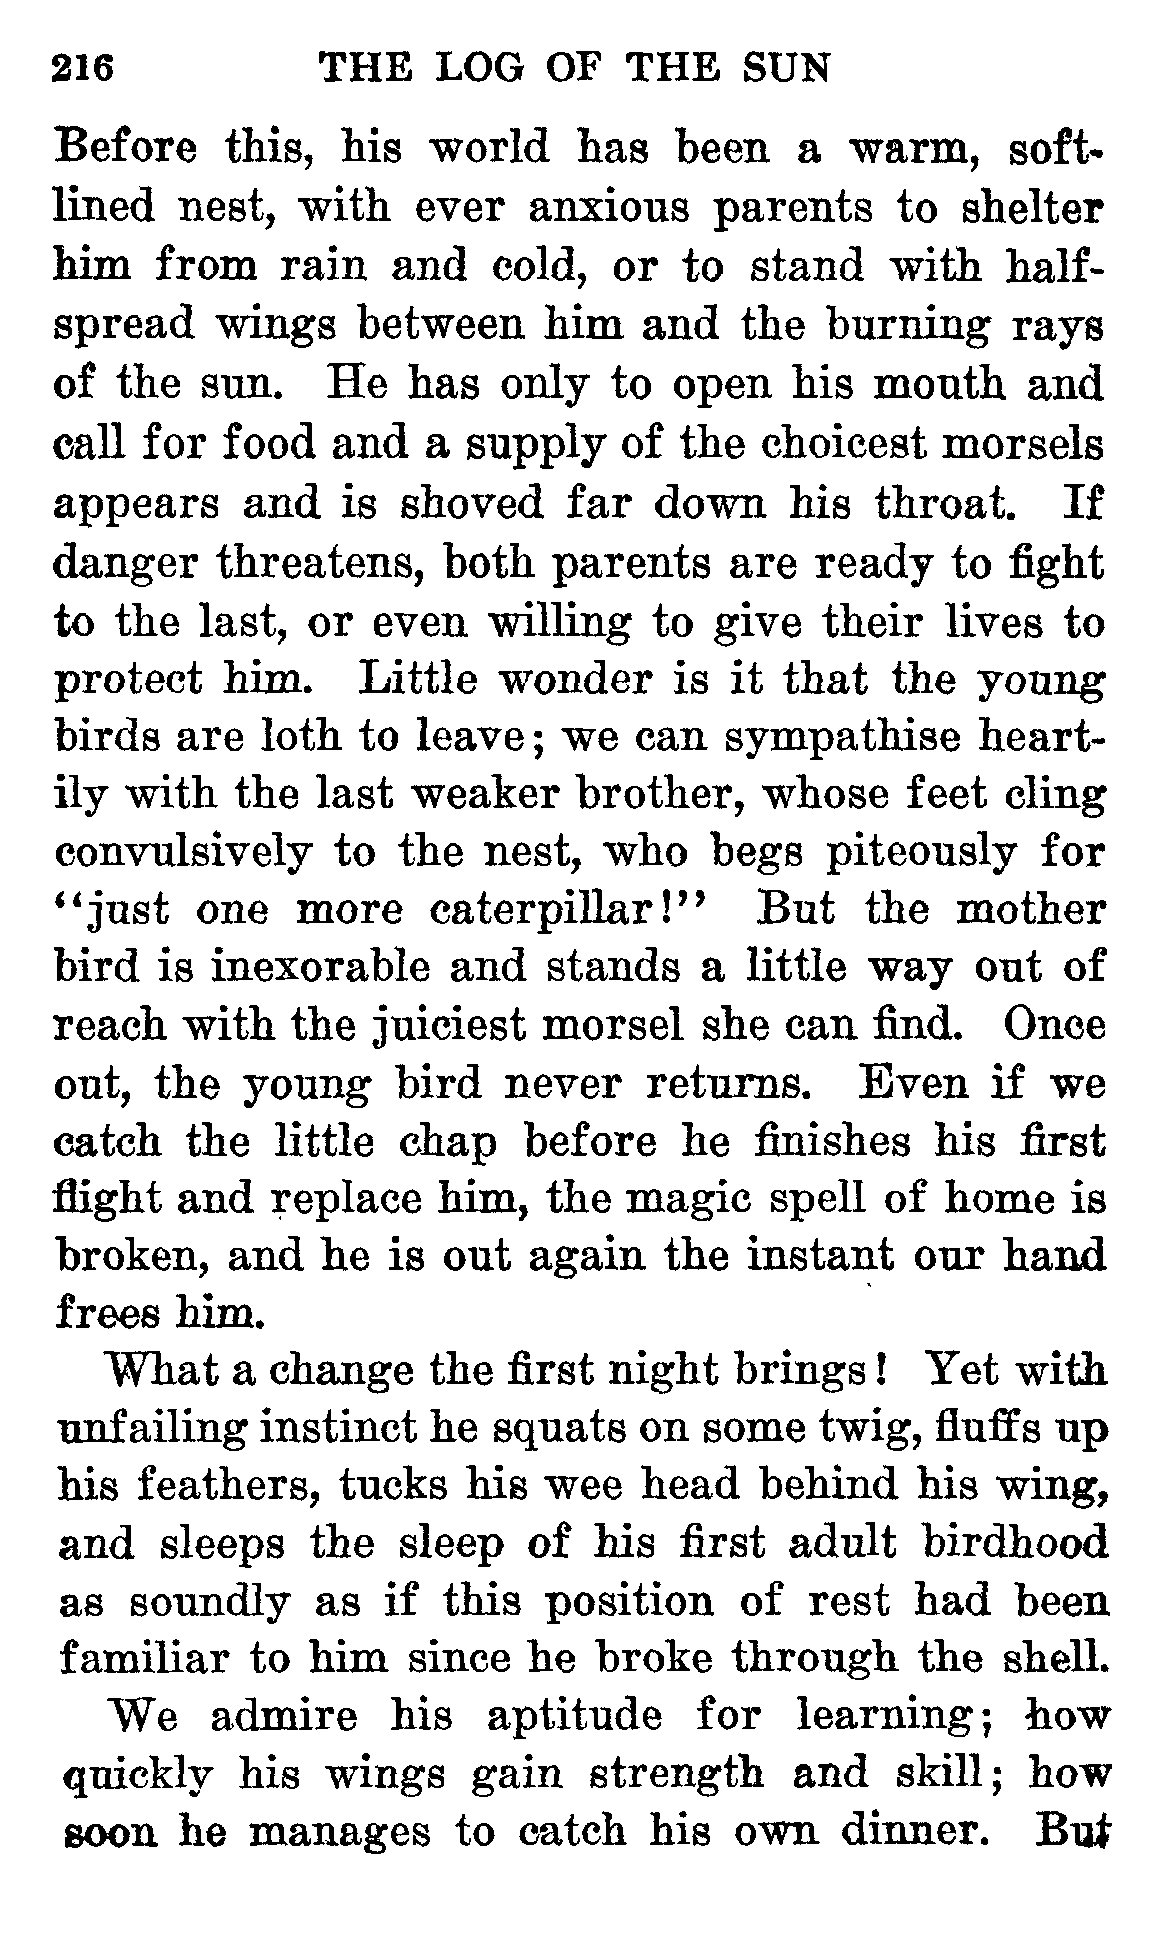 216 THE LOG OF THE SUN
Before this, his world has been a warm, soft-
lined nest, with ever anxious parents to shelter
him from rain and cold, or to stand with half-
spread wings between him and the burning rays
of the sun. He has only to open his mouth and
call for food and a supply of the choicest morsels
appears and is shoved far down his throat. If
danger threatens, both parents are ready to fight
to the last, or even willing to give their lives to
protect him. Little wonder is it that the young
birds are loth to leave; we can sympathise heart-
ily with the last weaker brother, whose feet cling
convulsively to the nest, who begs piteously for
“just one more caterpillar!” But the mother
bird is inexorable and stands a little way out of
reach with the juiciest morsel she can find. Once
out, the young bird never returns. Even if we
catch the little chap before he finishes his first
flight and replace him, the magic spell of home is
broken, and he is out again the instant our hand
frees him.
What a change the first night brings! Yet with
unfailing instinct he squats on some twig, fluffs up
his feathers, tucks his wee head behind his wing,
and sleeps the sleep of his first adult birdhood
as soundly as if this position of rest had been
familiar to him since he broke through the shell.
We admire his aptitude for learning; how
quickly his wings gain strength and skill; how
soon he manages to catch his own dinner. But